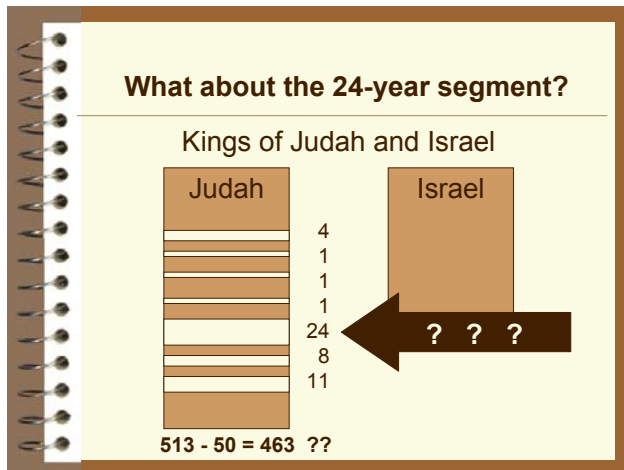 What about the 24-year segment?
Kings of Judah and Israel
Judah
Israel
4
1
1
1
24
8
11
? ? ?
513 - 50 = 463 ??